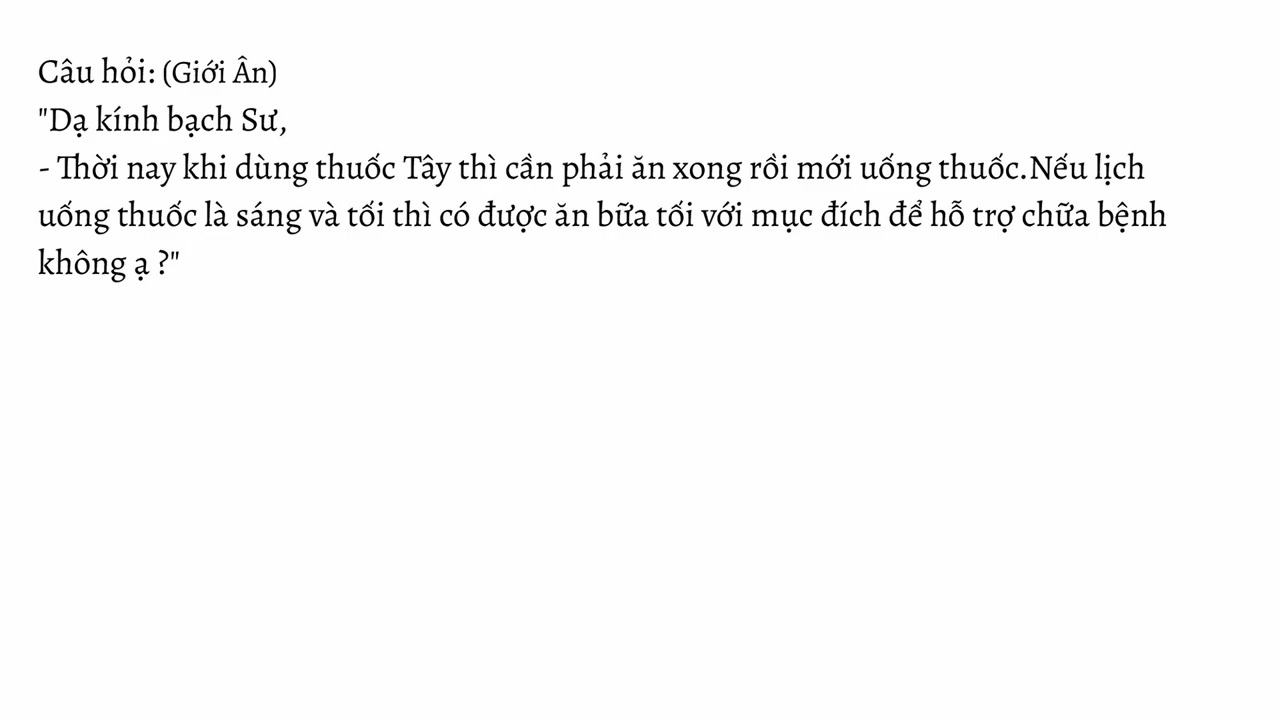 Câu hỏi: (Giới Ân)
"Dạ kính bạch Sư,
- Thời nay khi dùng thuốc Tây thì cần phải ăn xong rồi mới uống thuốc.Nếu lịch
uống thuốc là sáng và tối thì có được ăn bữa tối với mục đích để hỗ trợ chữa bệnh
không ạ ?"